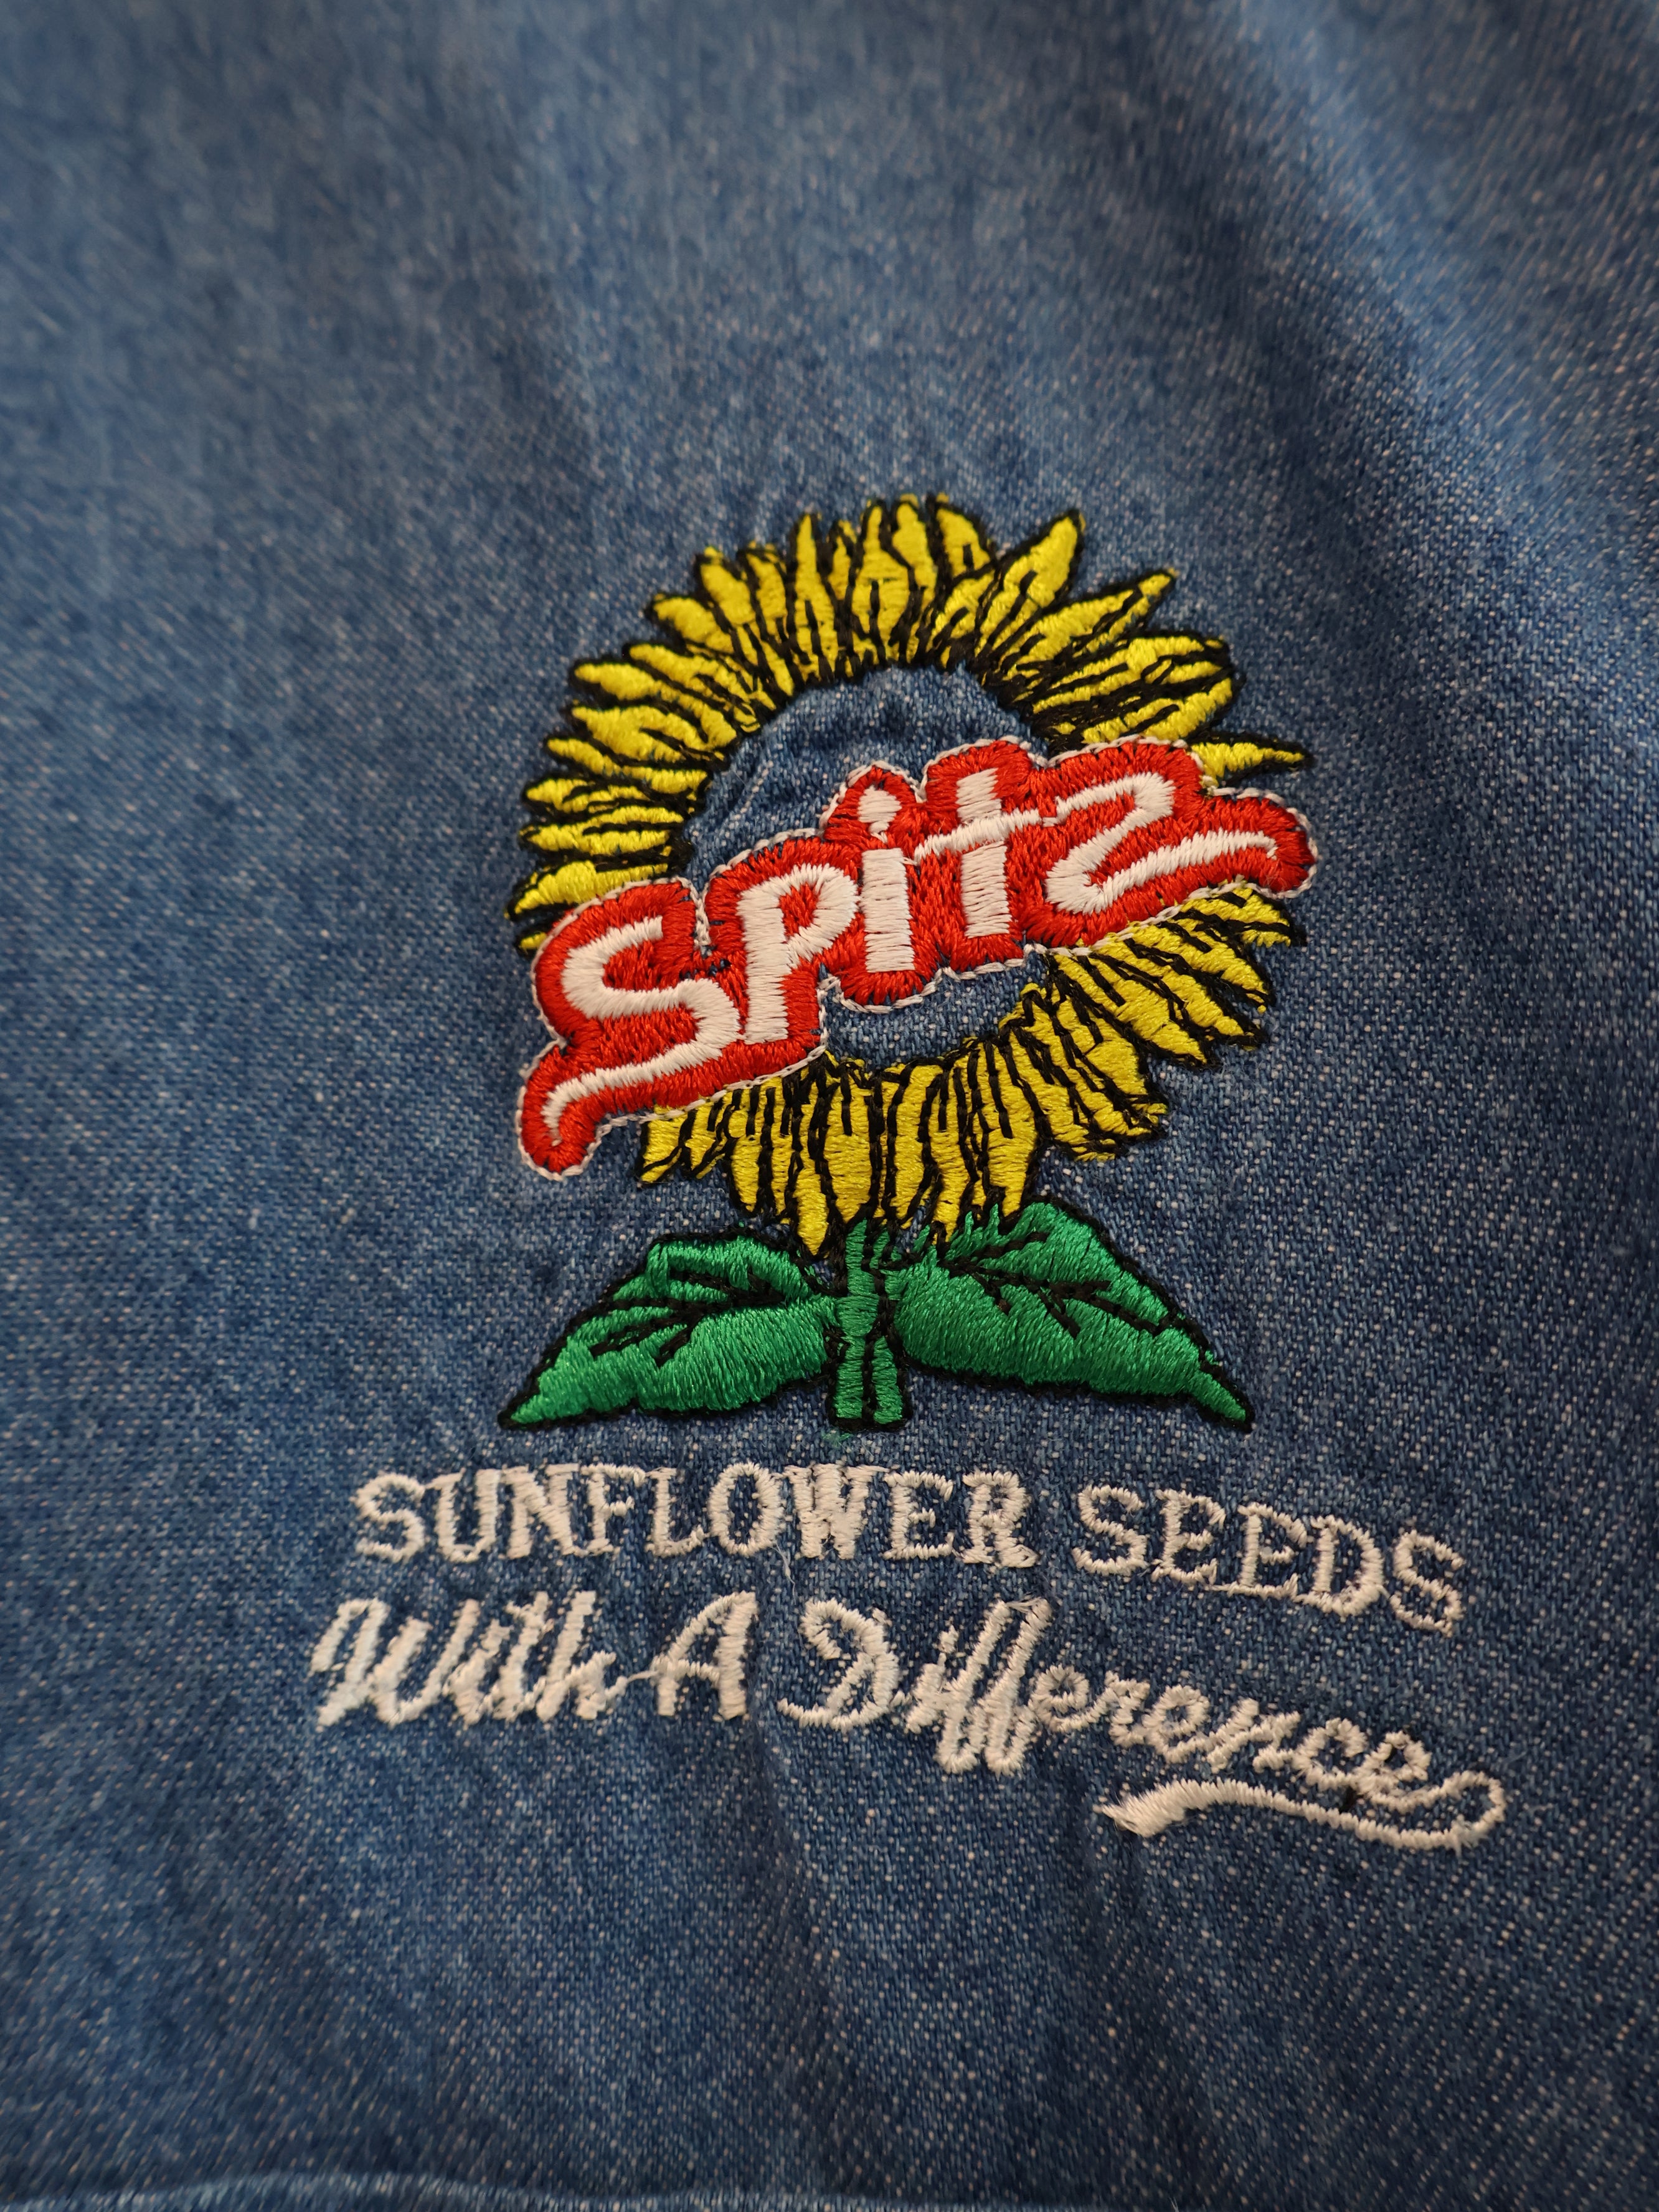 Spitz
SUNFLOWER SEEDS
With A Difference